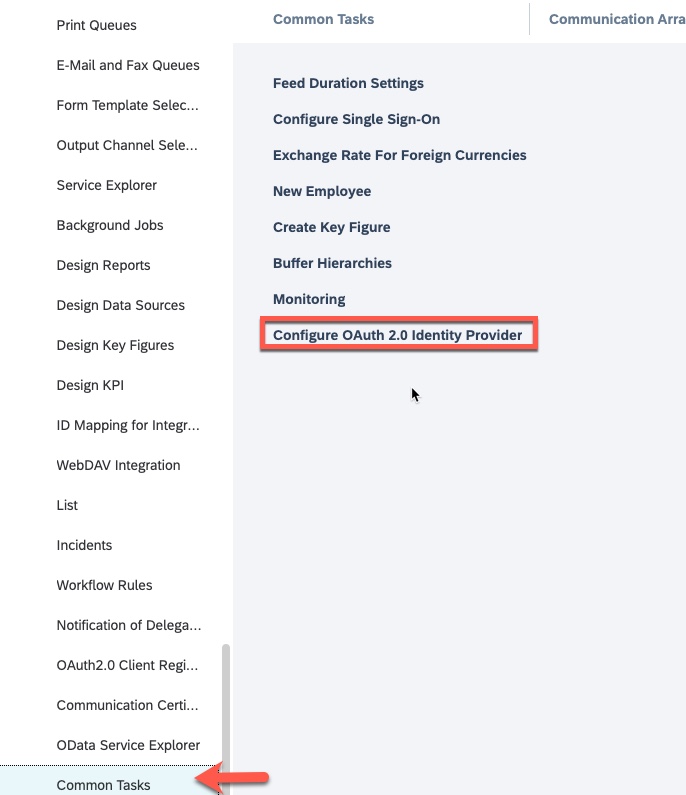 Print Queues
E-Mail and Fax Queues
Form Template Selec...
Output Channel Sele...
Service Explorer
Background Jobs
Design Reports
Design Data Sources
Design Key Figures
Design KPI
ID Mapping for Integr...
WebDAV Integration
List
Incidents
Workflow Rules
Notification of Delega...
OAuth2.0 Client Regi...
Communication Certi...
OData Service Explorer
Common Tasks
Common Tasks
Communication Arra
Feed Duration Settings
Configure Single Sign-On
Exchange Rate For Foreign Currencies
New Employee
Create Key Figure
Buffer Hierarchies
Monitoring
Configure OAuth 2.0 Identity Provider